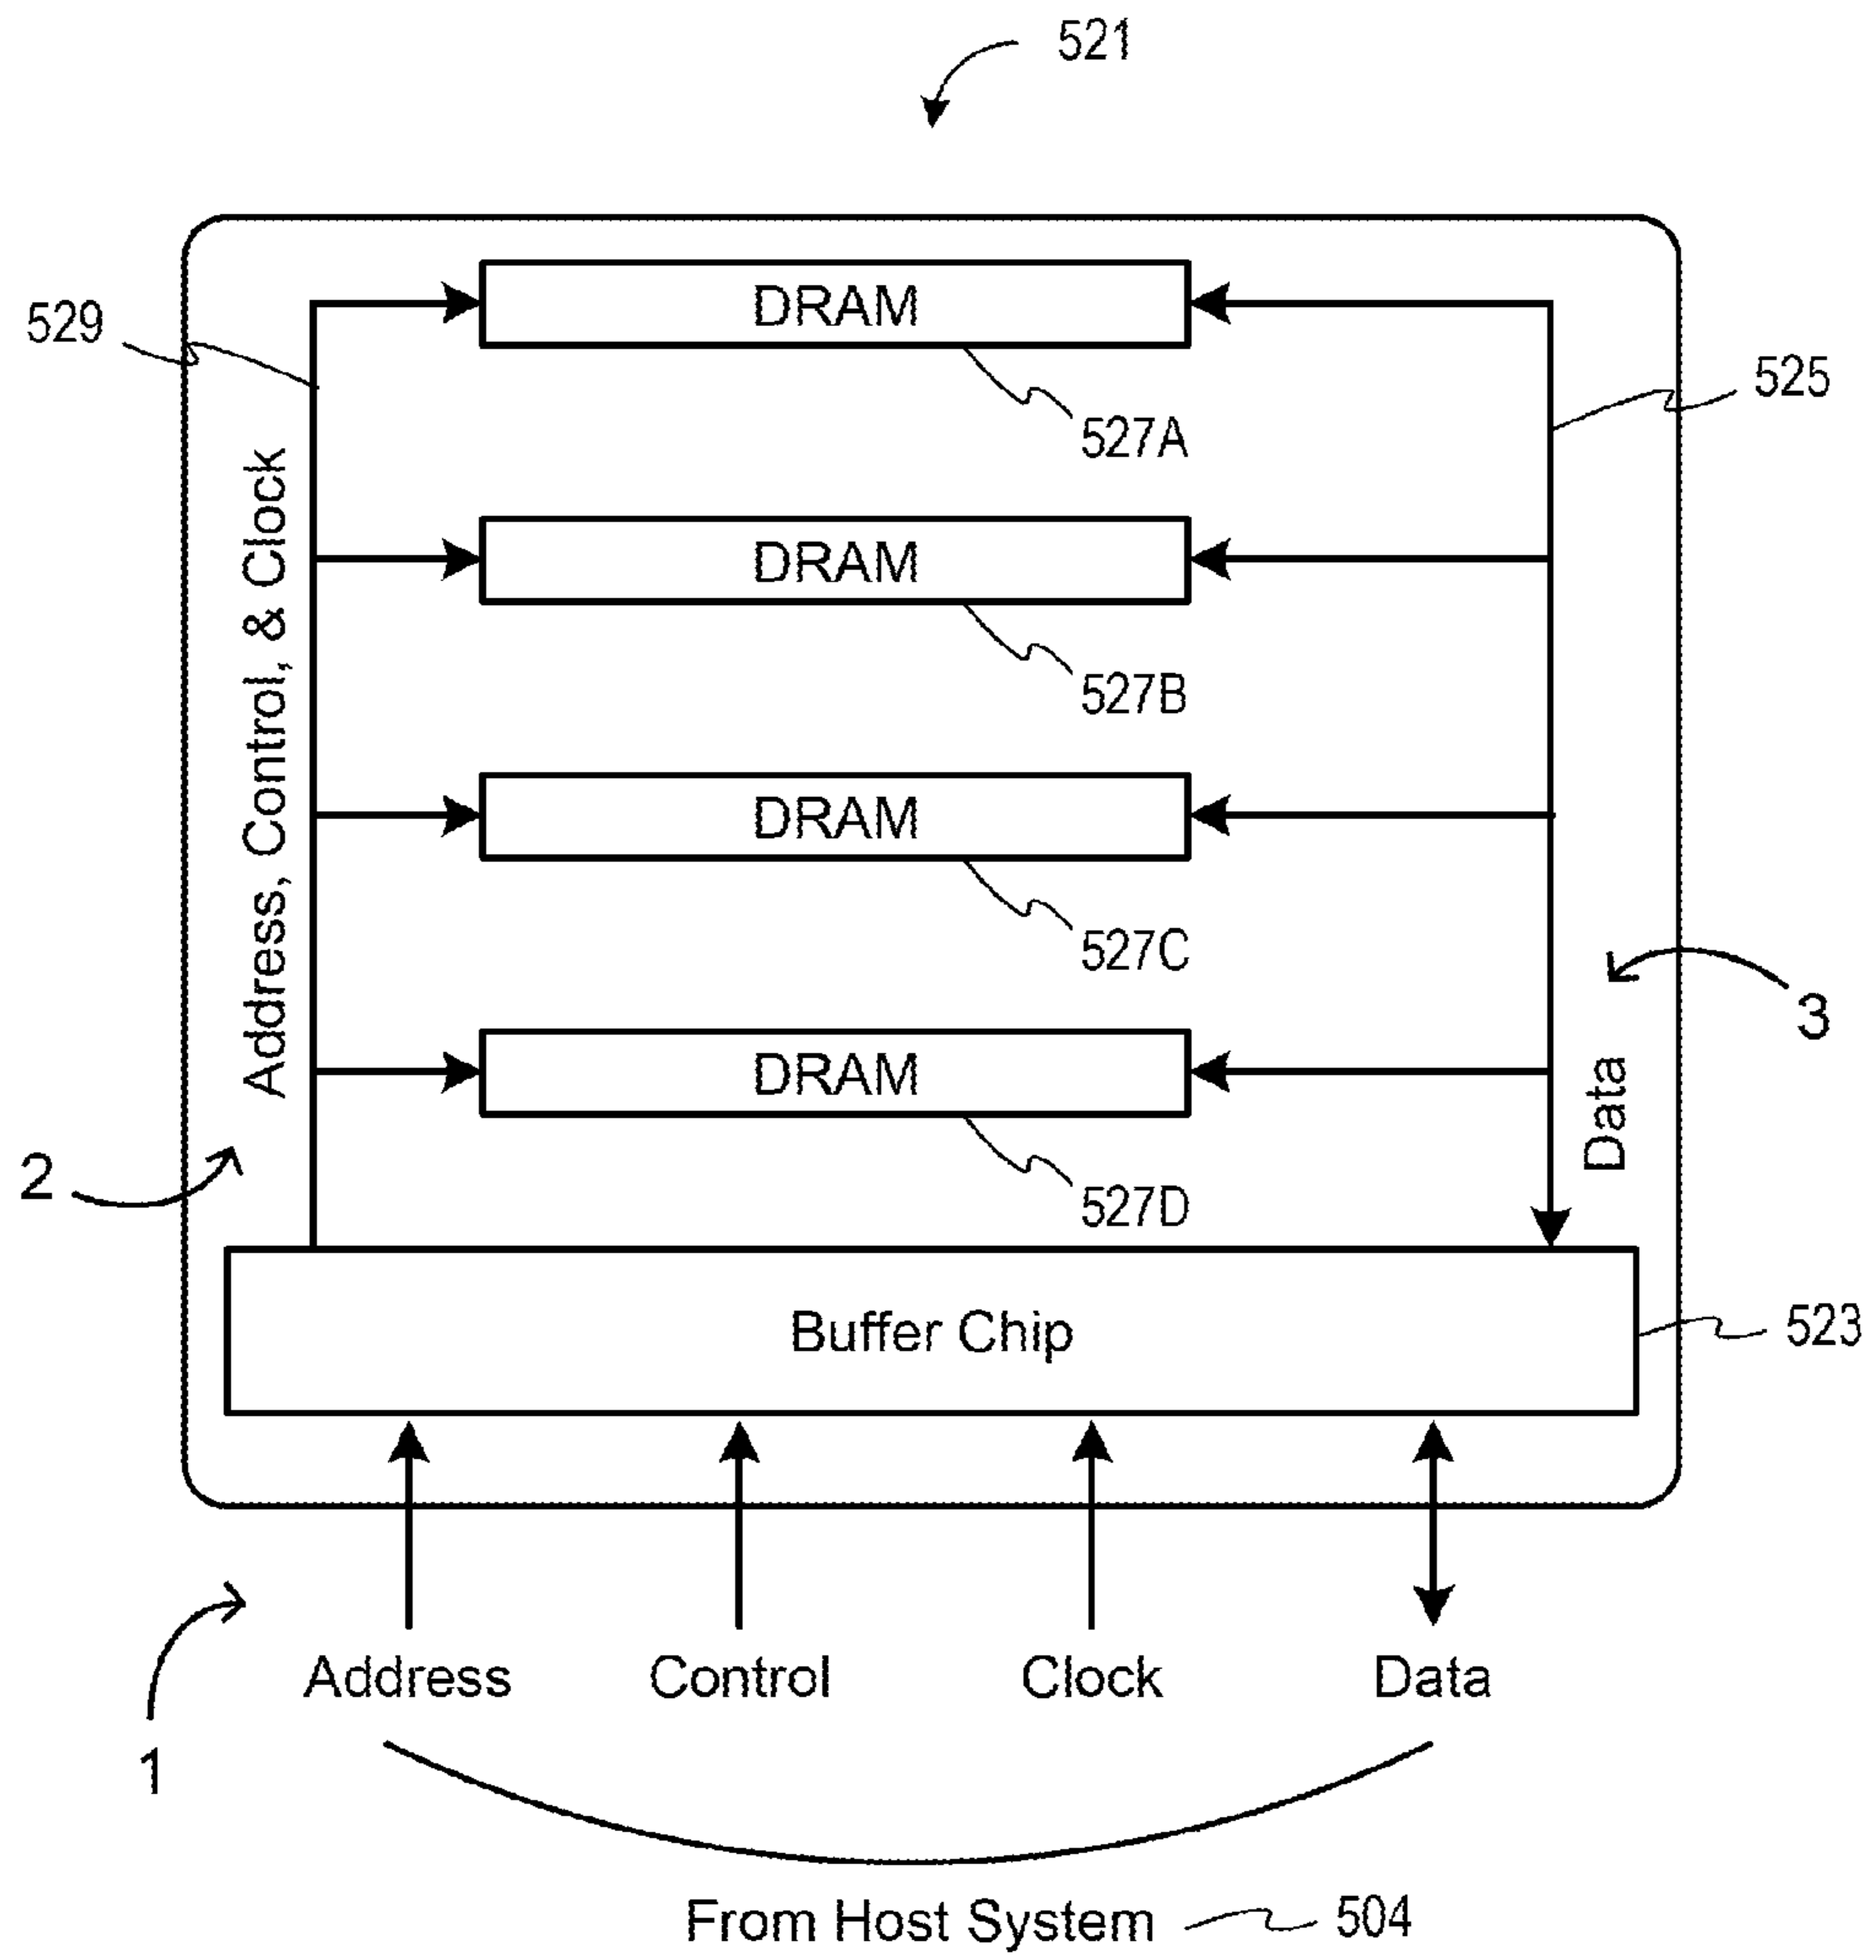 521
DRAM
529
525
527A
Address, Control, & Clock
DRAM
527B
DRAM
527C
3
DRAM
Data
2
527D
Buffer Chip
523
Address Control Clock Data
1
From Host System 504